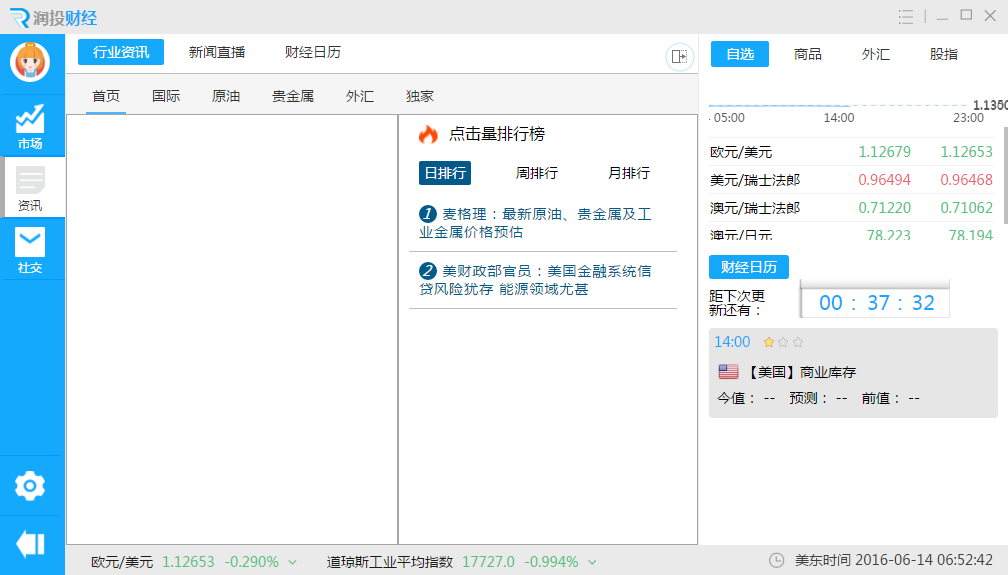 润投财经
行业资讯 新闻直播 财经日历
自选 商品 外汇 股指
首页 国际 原油 贵金属 外汇 独家
市场
资讯
社交
点击量排行榜
日排行 周排行 月排行
1 麦格理：最新原油、贵金属及工
业金属价格预估
2 美财政部官员：美国金融系统信
贷风险犹存 能源领域尤甚
1.1350
05:00 14:00 23:00
欧元/美元 1.12679 1.12653
美元/瑞士法郎 0.96494 0.96468
澳元/瑞士法郎 0.71220 0.71062
澳元/日元 78.223 78.194
财经日历
距下次更
新还有：
00 : 37 : 32
14:00
【美国】商业库存
今值： -- 预测： -- 前值： --
欧元/美元 1.12653 -0.290% 道琼斯工业平均指数 17727.0 -0.994%
美东时间 2016-06-14 06:52:42